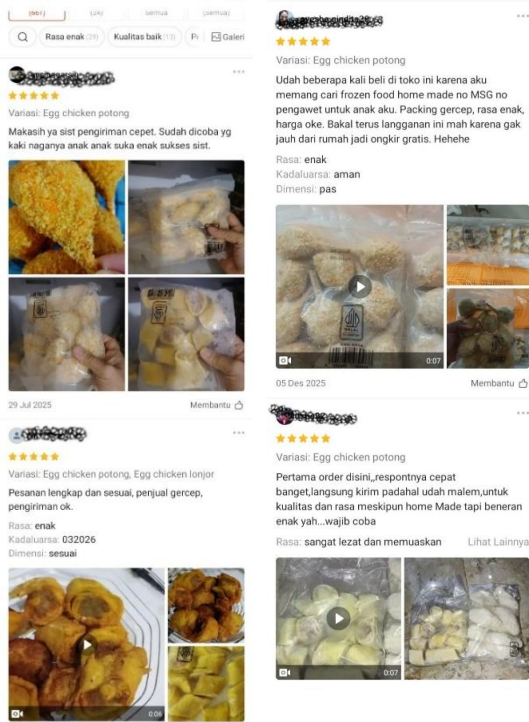 Semua
(Semua)
Rasa enak (29)
Kualitas baik (13)
Galeri
Variasi: Egg chicken potong
Makasih ya sist pengiriman cepet. Sudah dicoba yg
kaki naganya anak anak suka enak sukses sist.
29 Jul 2025
Membantu
Variasi: Egg chicken potong, Egg chicken lonjor
Pesanan lengkap dan sesuai, penjual gercep,
pengiriman ok.
Rasa: enak
Kadaluarsa: 032026
Dimensi: sesuai
0:06
Variasi: Egg chicken potong
Udah beberapa kali beli di toko ini karena aku
memang cari frozen food home made no MSG no
pengawet untuk anak aku. Packing gercep, rasa enak,
harga oke. Bakal terus langganan ini mah karena gak
jauh dari rumah jadi ongkir gratis. Hehehe
Rasa: enak
Kadaluarsa: aman
Dimensi: pas
0:07
05 Des 2025
Membantu
Variasi: Egg chicken potong
Pertama order disini,,respontnya cepat
banget,langsung kirim padahal udah malem,untuk
kualitas dan rasa meskipun home Made tapi beneran
enak yah...wajib coba
Rasa: sangat lezat dan memuaskan
Lihat Lainnya
0:07